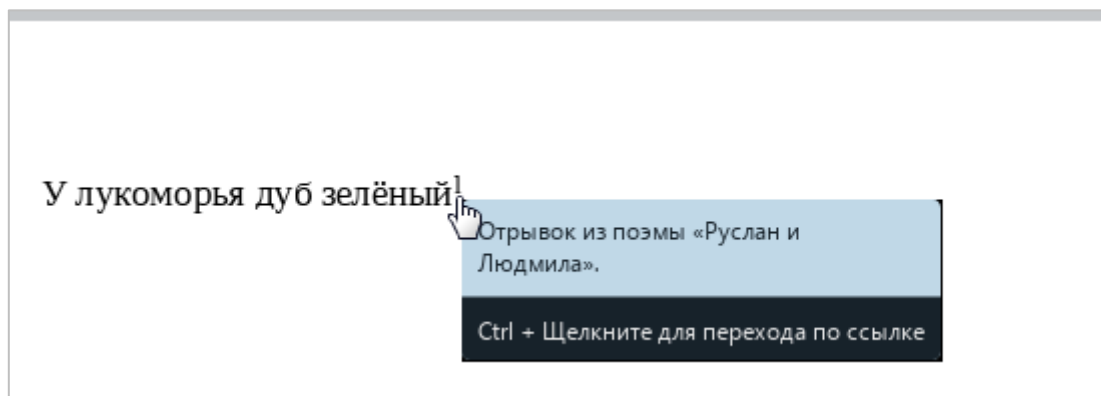 У лукоморья дуб зелёный1
Отрывок из поэмы «Руслан и
Людмила».
Ctrl + Щелкните для перехода по ссылке